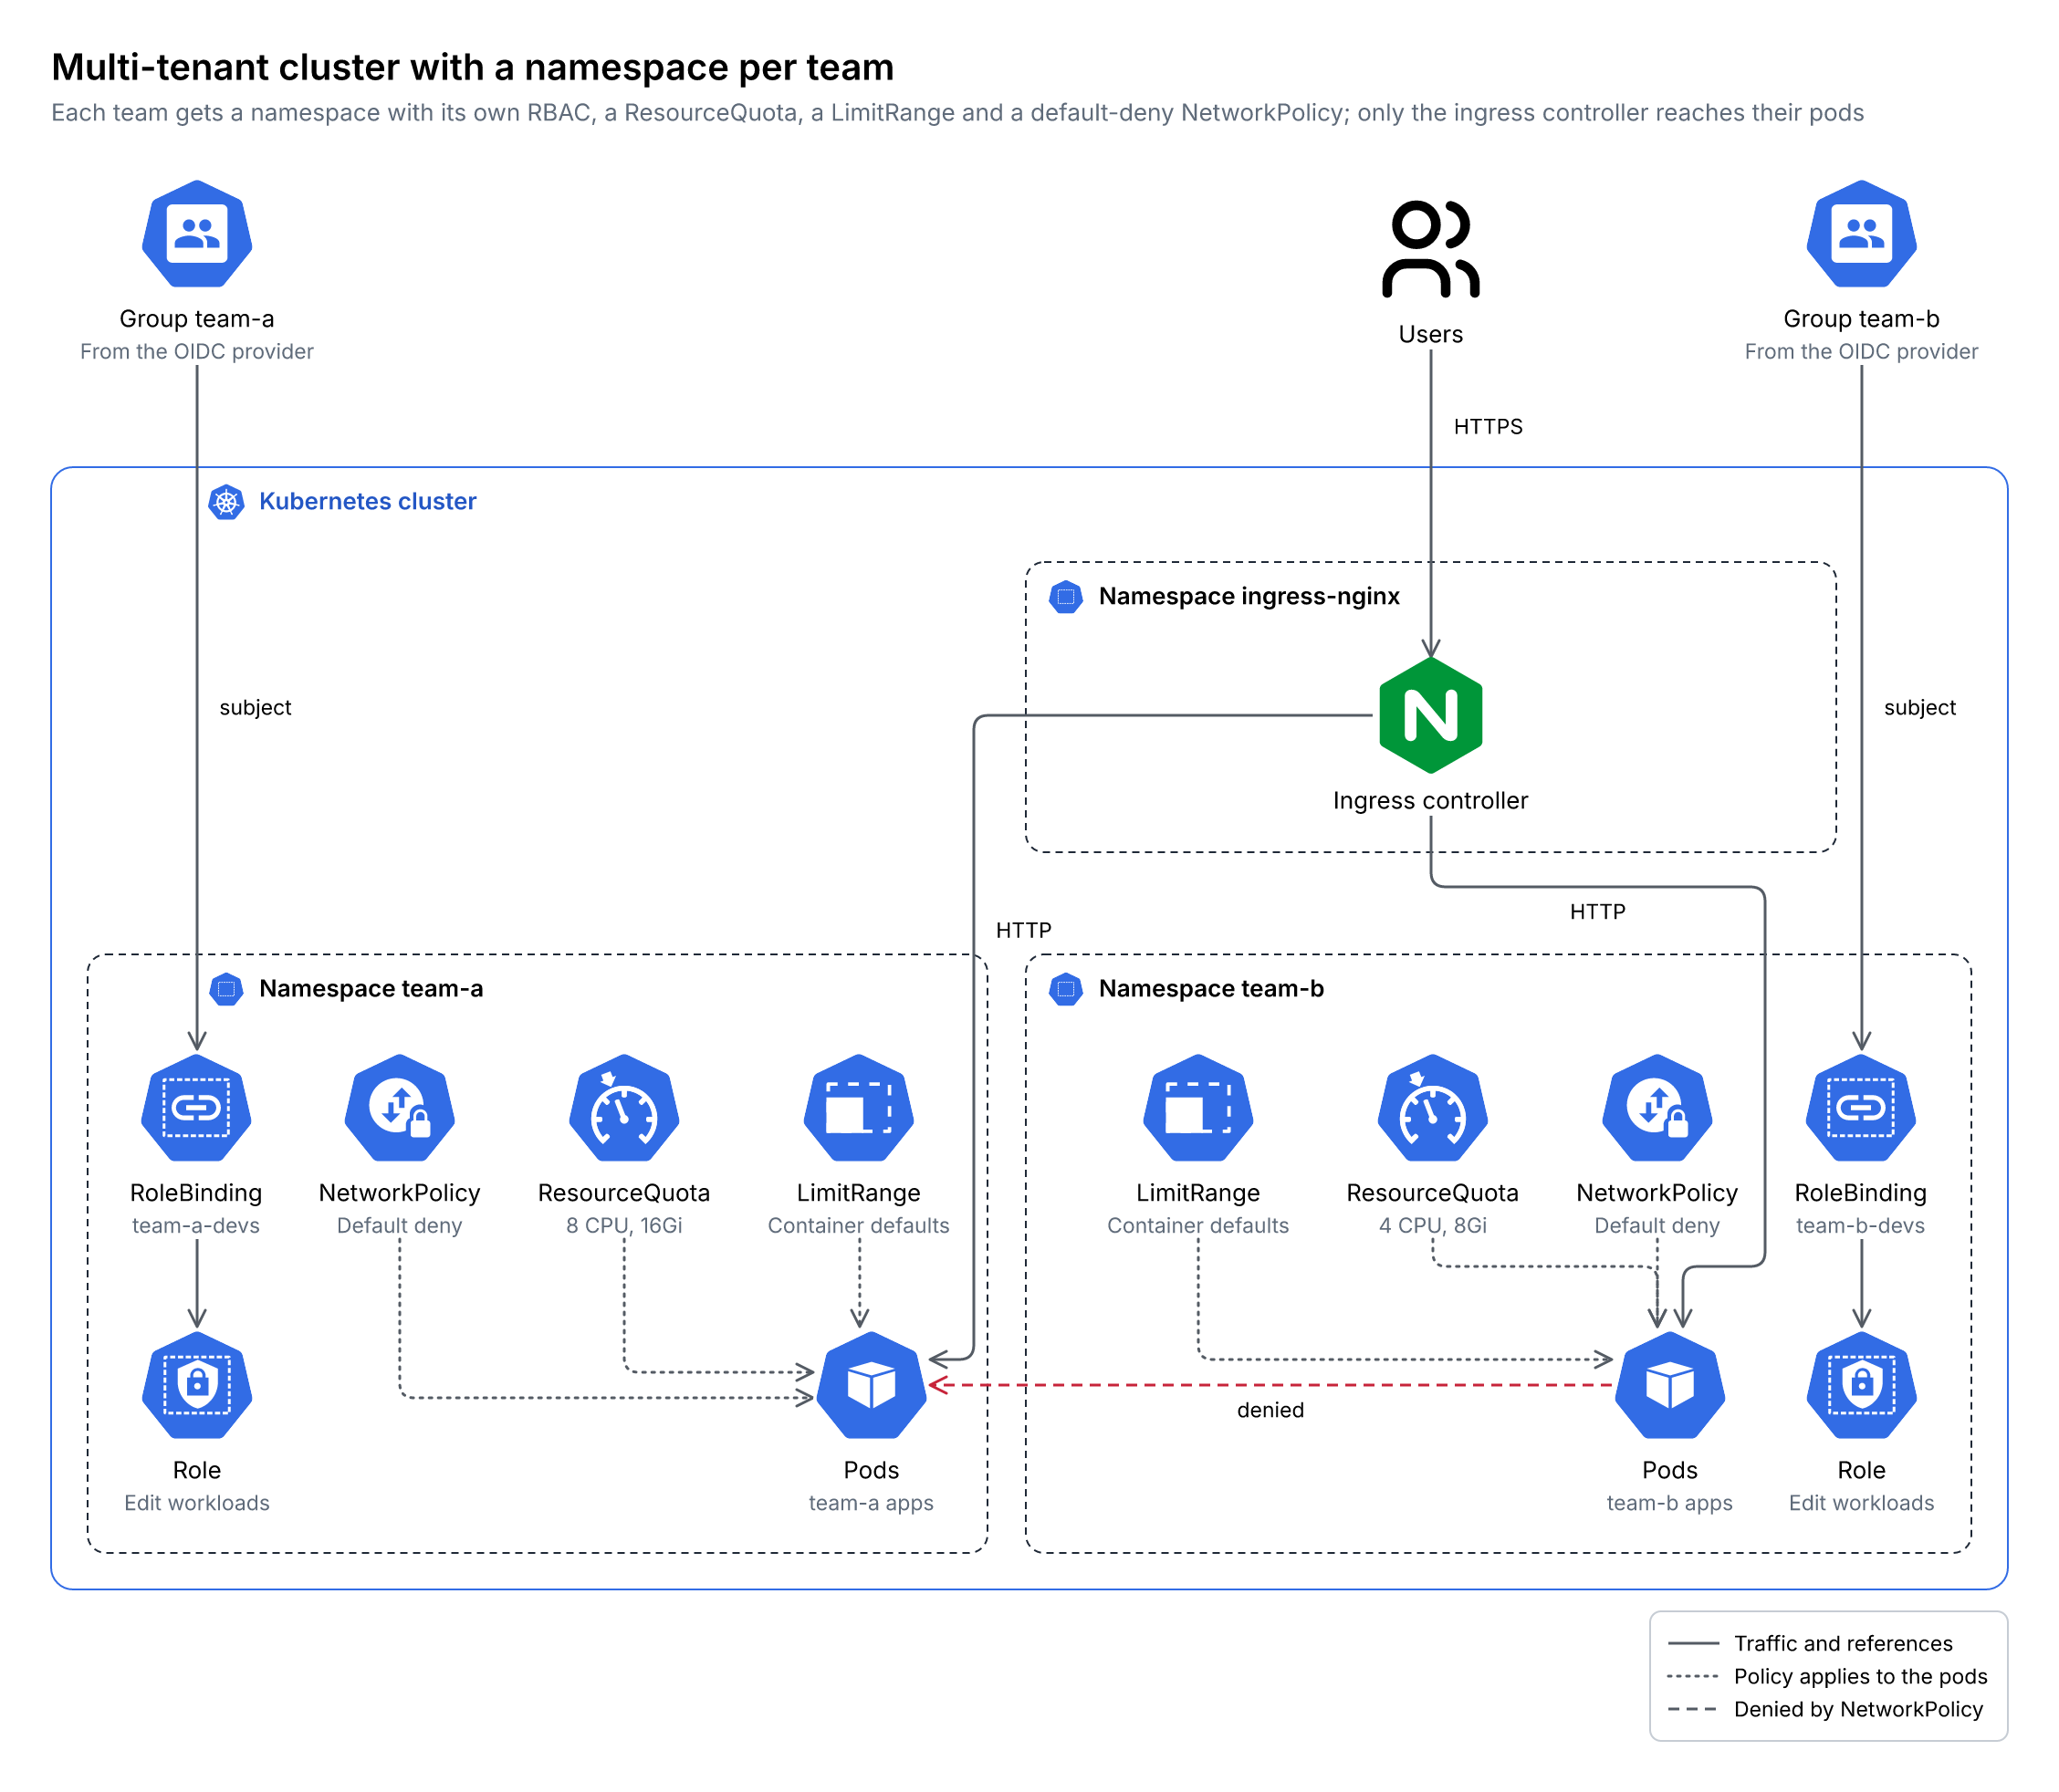 Multi-tenant cluster with a namespace per team
Each team gets a namespace with its own RBAC, a ResourceQuota, a LimitRange and a default-deny NetworkPolicy; only the ingress controller reaches their pods
Group team-a
From the OIDC provider
Users
Group team-b
From the OIDC provider
HTTPS
Kubernetes cluster
Namespace ingress-nginx
subject
subject
Ingress controller
HTTP
HTTP
Namespace team-a
Namespace team-b
RoleBinding
team-a-devs
NetworkPolicy
Default deny
ResourceQuota
8 CPU, 16Gi
LimitRange
Container defaults
LimitRange
Container defaults
ResourceQuota
4 CPU, 8Gi
NetworkPolicy
Default deny
RoleBinding
team-b-devs
denied
Role
Edit workloads
Pods
team-a apps
Pods
team-b apps
Role
Edit workloads
Traffic and references
Policy applies to the pods
Denied by NetworkPolicy